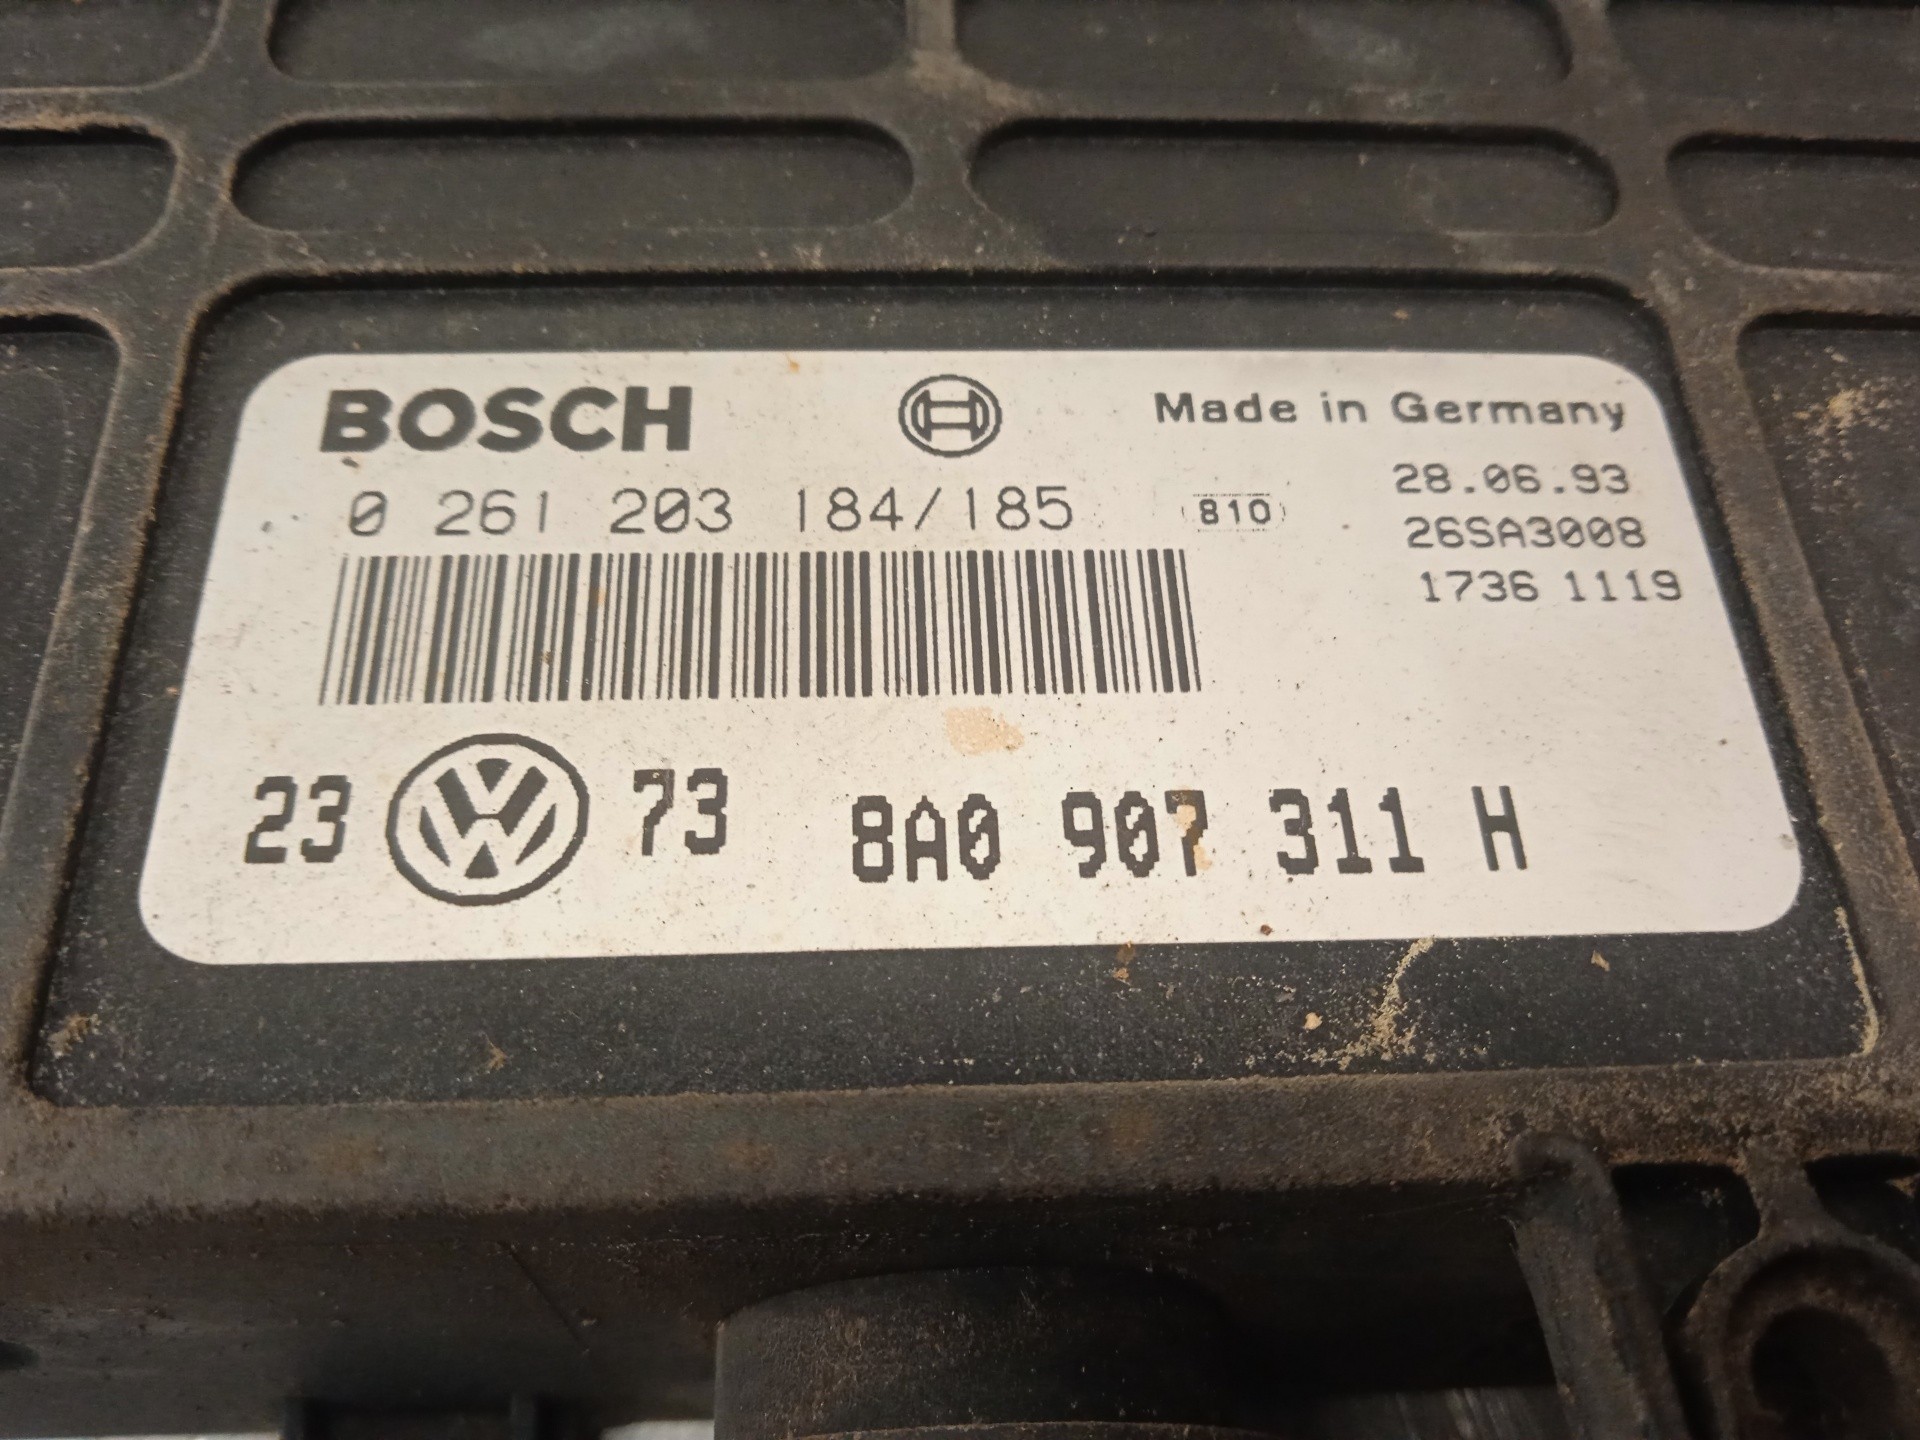 BOSCH Made in Germany
28.06.93
0 261 203 184/185 810
26SA3008
1736 1119
23 VW 73 8A0 907 311 H